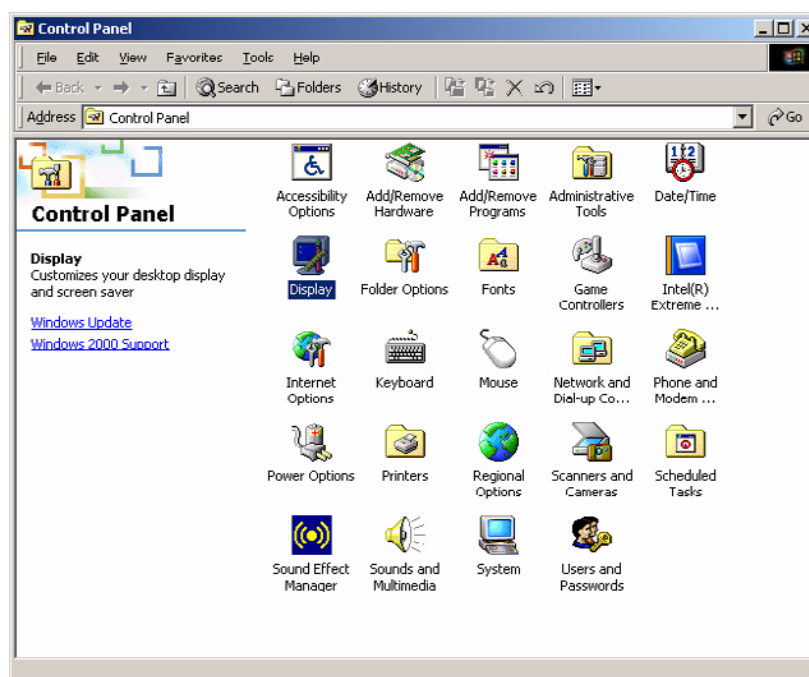 Control Panel
File Edit View Favorites Tools Help
Back Search Folders History
Address Control Panel Go
Control Panel
Display
Customizes your desktop display
and screen saver
Windows Update
Windows 2000 Support
Accessibility
Options
Add/Remove
Hardware
Add/Remove
Programs
Administrative
Tools
Date/Time
Display
Folder Options
Fonts
Game
Controllers
Intel(R)
Extreme ...
Internet
Options
Keyboard
Mouse
Network and
Dial-up Co...
Phone and
Modem ...
Power Options
Printers
Regional
Options
Scanners and
Cameras
Scheduled
Tasks
Sound Effect
Manager
Sounds and
Multimedia
System
Users and
Passwords